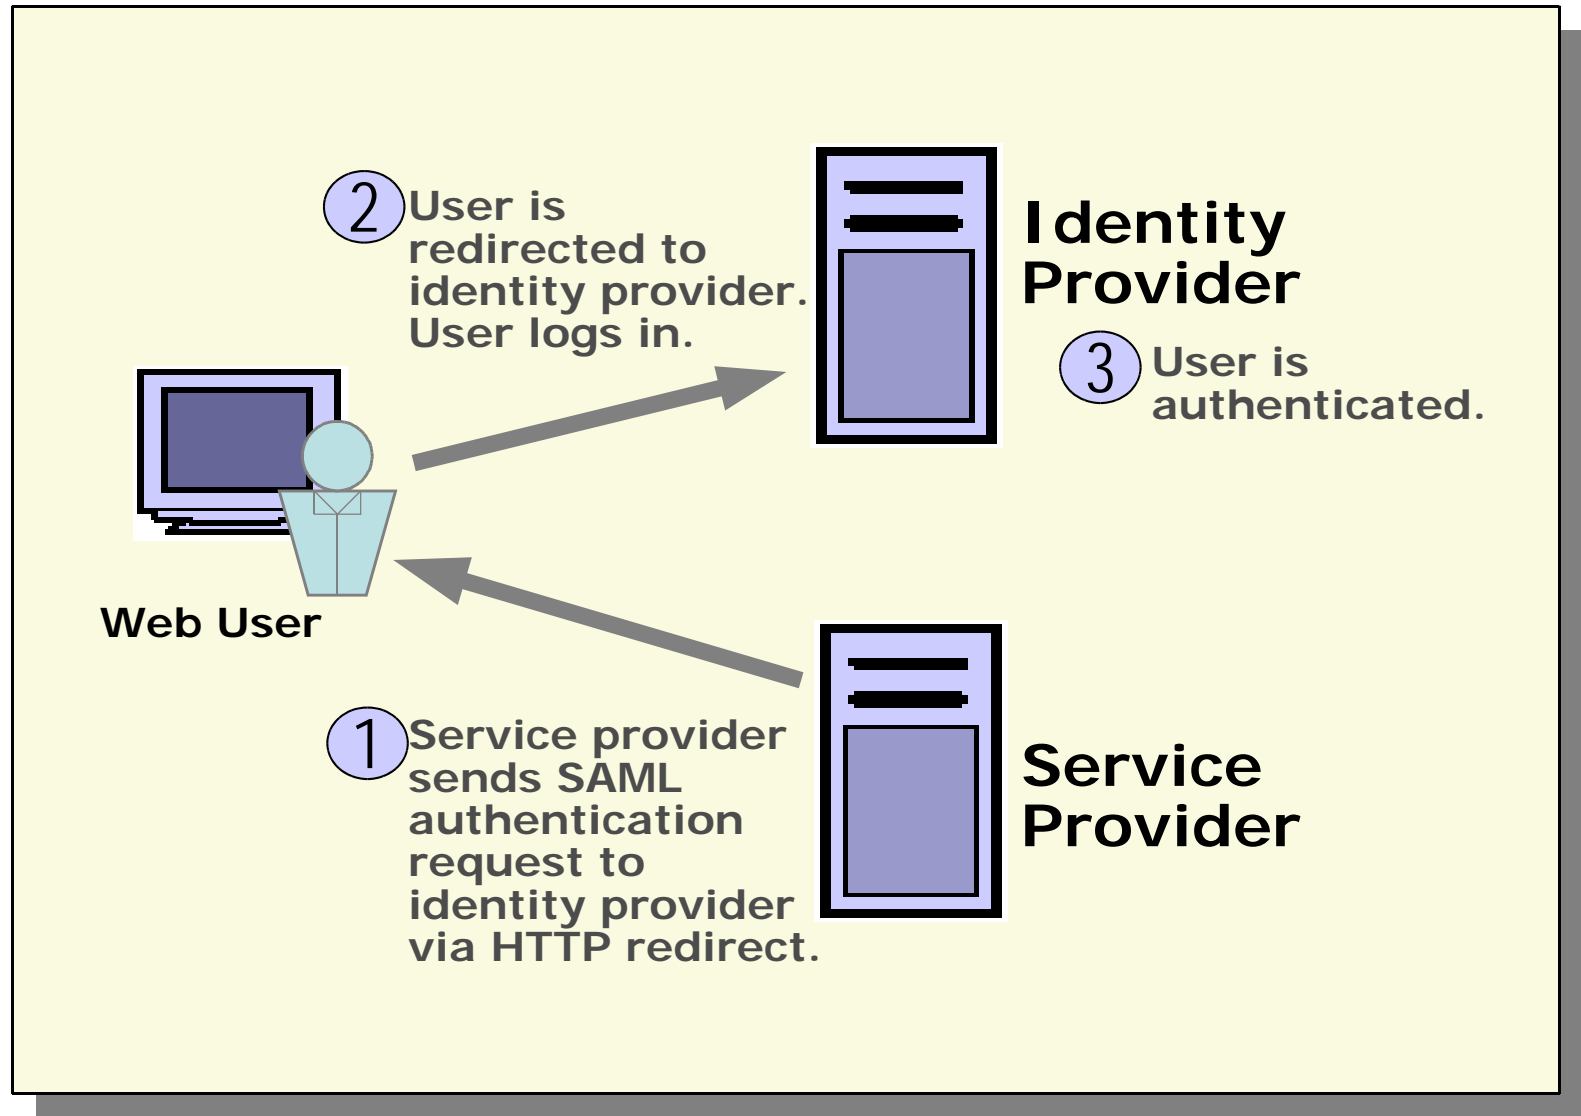 2
User is
redirected to
identity provider.
User logs in.
Identity
Provider
3
User is
authenticated.
Web User
1
Service provider
sends SAML
authentication
request to
identity provider
via HTTP redirect.
Service
Provider